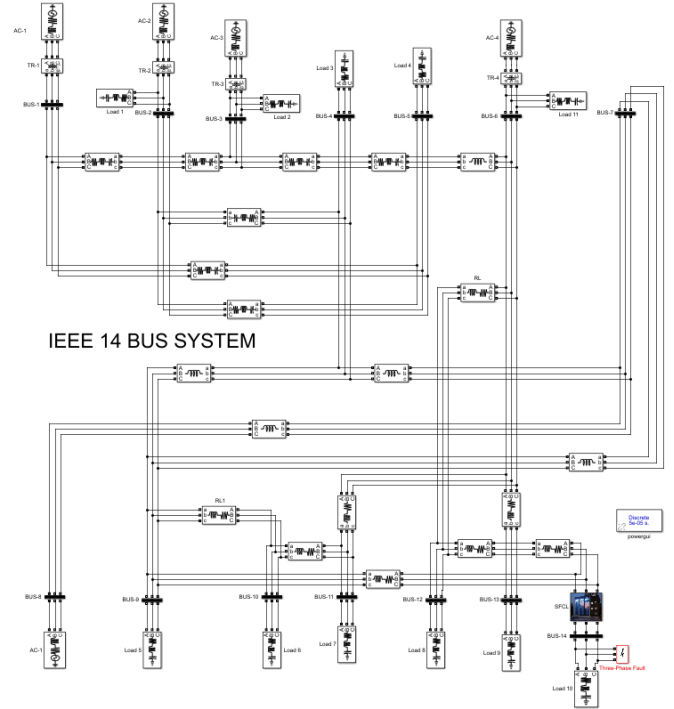 AC-1
AC-2
AC-3
AC-4
TR-1
TR-2
TR-3
TR-4
Load 3
Load 4
Load 1
Load 2
Load 11
BUS-1
BUS-2
BUS-3
BUS-4
BUS-5
BUS-6
BUS-7
RL
IEEE 14 BUS SYSTEM
RL1
Discrete
5e-05 s.
powergui
BUS-8
BUS-9
BUS-10
BUS-11
BUS-12
BUS-13
SFCL
BUS-14
AC-1
Load 5
Load 6
Load 7
Load 8
Load 9
Three-Phase Fault
Load 10